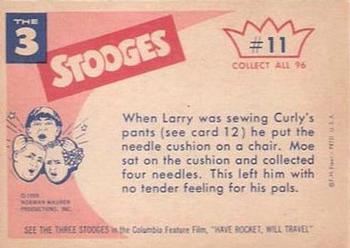 THE
3
STOOGES
#11
COLLECT ALL 96
When Larry was sewing Curly's
pants (see card 12) he put the
needle cushion on a chair. Moe
sat on the cushion and collected
four needles. This left him with
no tender feeling for his pals.
© 1959
NORMAN MAURER
PRODUCTIONS, INC.
SEE THE THREE STOOGES in the Columbia Feature Film, "HAVE ROCKET, WILL TRAVEL"